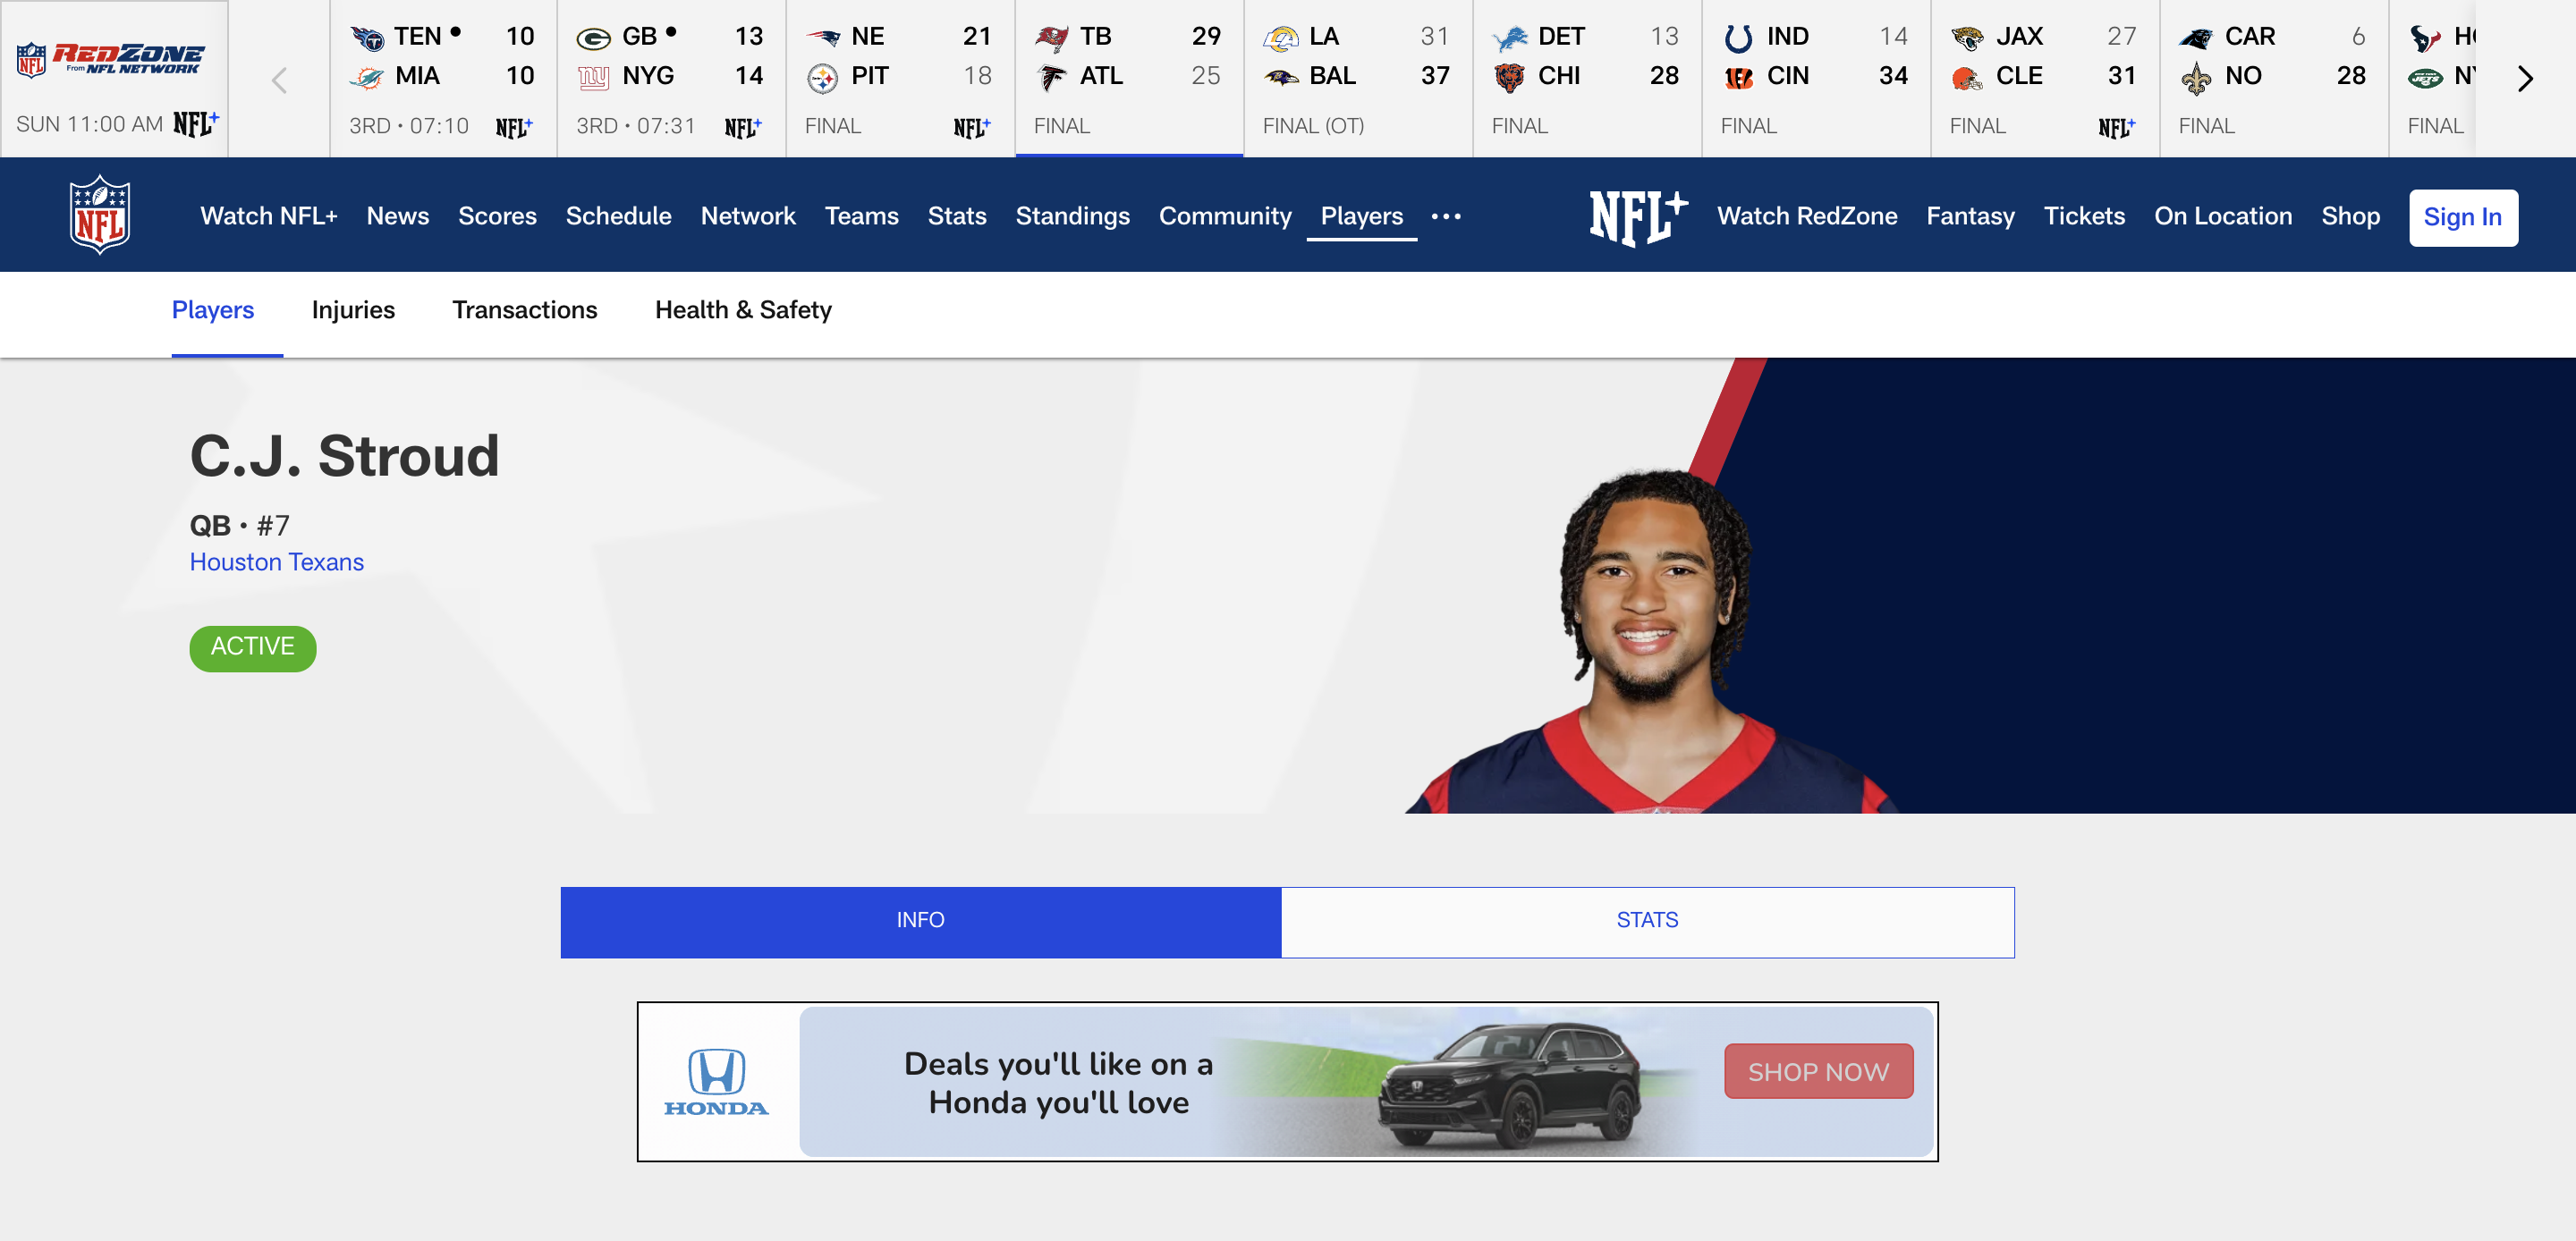 NFL REDZONE
From NFL NETWORK
SUN 11:00 AM NFL+
TEN 10
MIA 10
3RD • 07:10 NFL+
GB 13
NYG 14
3RD • 07:31 NFL+
NE 21
PIT 18
FINAL NFL+
TB 29
ATL 25
FINAL
LA 31
BAL 37
FINAL (OT)
DET 13
CHI 28
FINAL
IND 14
CIN 34
FINAL
JAX 27
CLE 31
FINAL NFL+
CAR 6
NO 28
FINAL
FINAL
NFL Watch NFL+ News Scores Schedule Network Teams Stats Standings Community Players ••• NFL+ Watch RedZone Fantasy Tickets On Location Shop Sign In
Players Injuries Transactions Health & Safety
C.J. Stroud
QB • #7
Houston Texans
ACTIVE
INFO STATS
HONDA
Deals you'll like on a
Honda you'll love
SHOP NOW